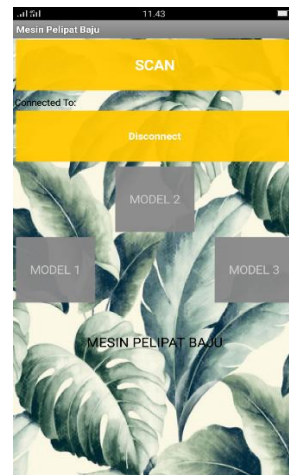 11.43
Mesin Pelipat Baju
SCAN
Connected To:
Disconnect
MODEL 2
MODEL 1
MODEL 3
MESIN PELIPAT BAJU